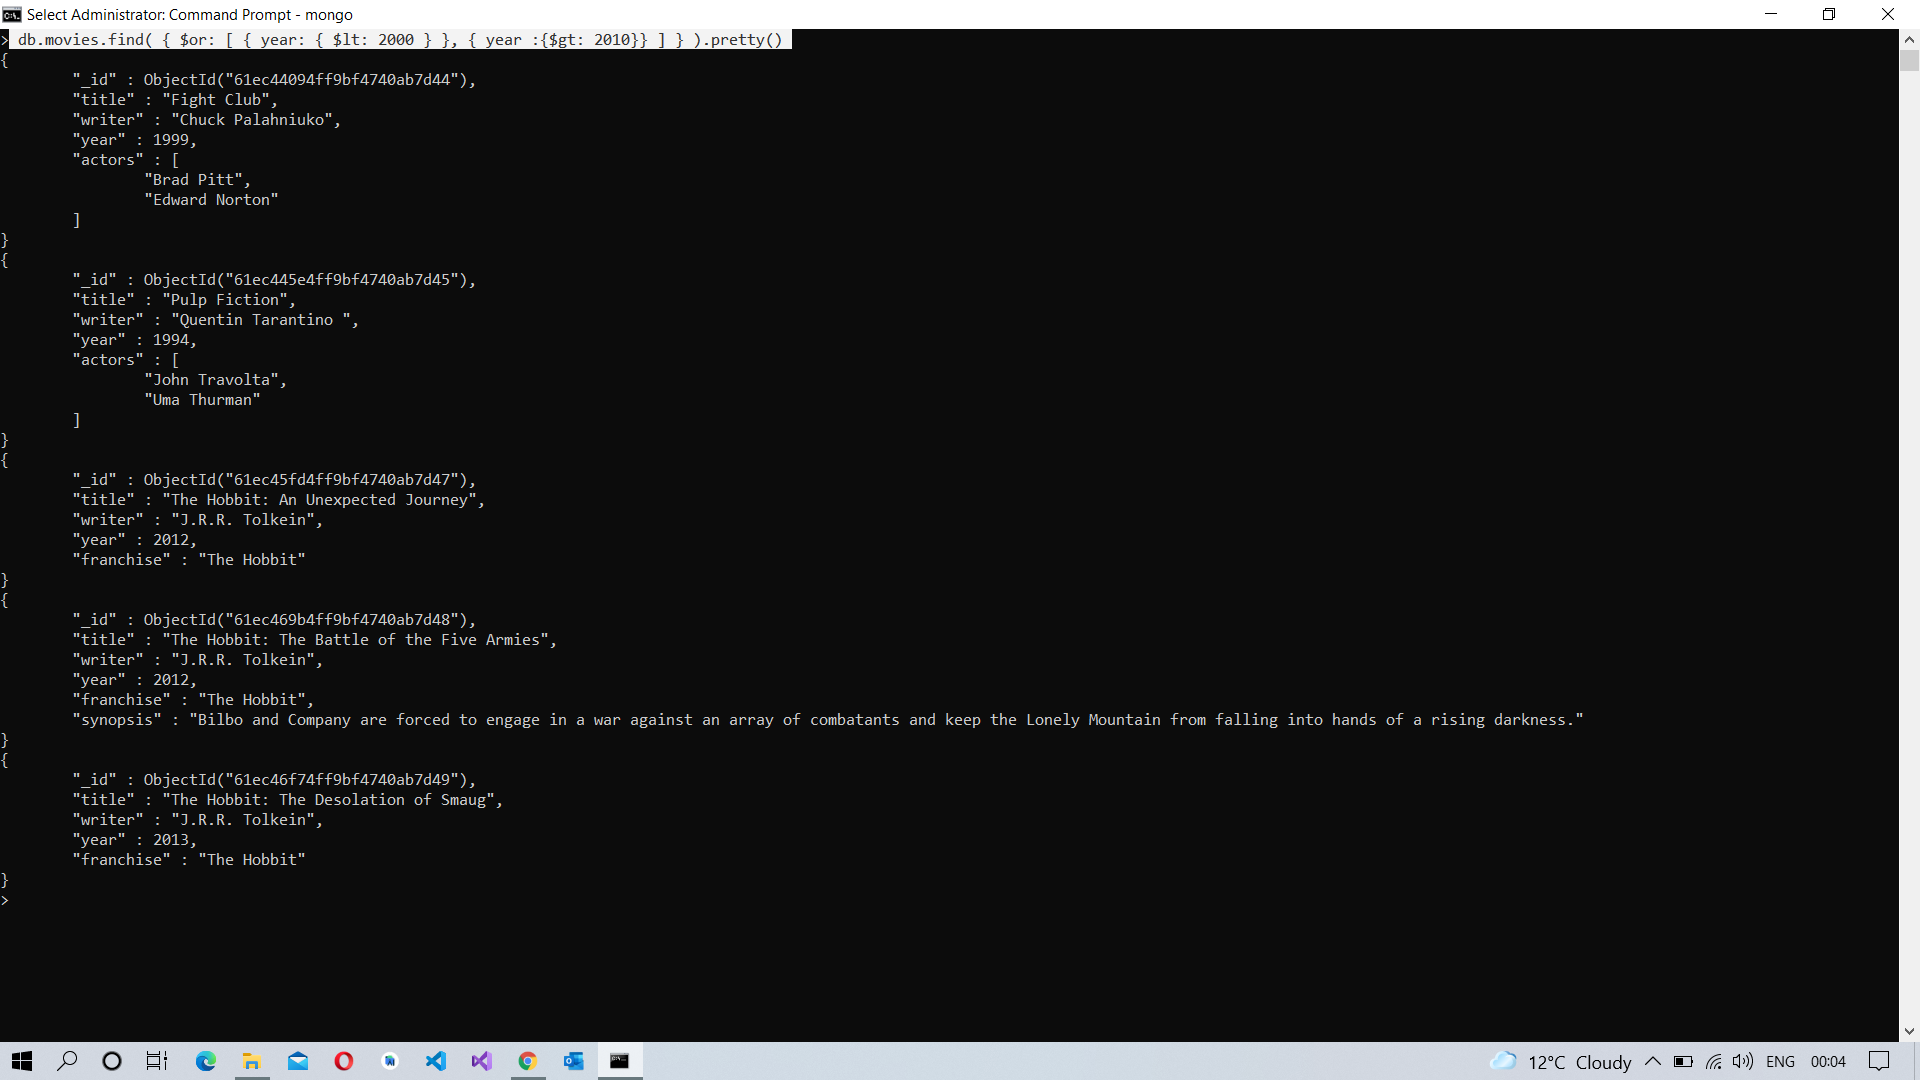 Select Administrator: Command Prompt - mongo
> db.movies.find( { $or: [ { year: { $lt: 2000 } }, { year :{$gt: 2010}} ] } ).pretty()
{
"_id" : ObjectId("61ec44094ff9bf4740ab7d44"),
"title" : "Fight Club",
"writer" : "Chuck Palahniuko",
"year" : 1999,
"actors" : [
"Brad Pitt",
"Edward Norton"
]
}
{
"_id" : ObjectId("61ec445e4ff9bf4740ab7d45"),
"title" : "Pulp Fiction",
"writer" : "Quentin Tarantino ",
"year" : 1994,
"actors" : [
"John Travolta",
"Uma Thurman"
]
}
{
"_id" : ObjectId("61ec45fd4ff9bf4740ab7d47"),
"title" : "The Hobbit: An Unexpected Journey",
"writer" : "J.R.R. Tolkein",
"year" : 2012,
"franchise" : "The Hobbit"
}
{
"_id" : ObjectId("61ec469b4ff9bf4740ab7d48"),
"title" : "The Hobbit: The Battle of the Five Armies",
"writer" : "J.R.R. Tolkein",
"year" : 2012,
"franchise" : "The Hobbit",
"synopsis" : "Bilbo and Company are forced to engage in a war against an array of combatants and keep the Lonely Mountain from falling into hands of a rising darkness."
}
{
"_id" : ObjectId("61ec46f74ff9bf4740ab7d49"),
"title" : "The Hobbit: The Desolation of Smaug",
"writer" : "J.R.R. Tolkein",
"year" : 2013,
"franchise" : "The Hobbit"
}
>
12°C Cloudy ENG 00:04